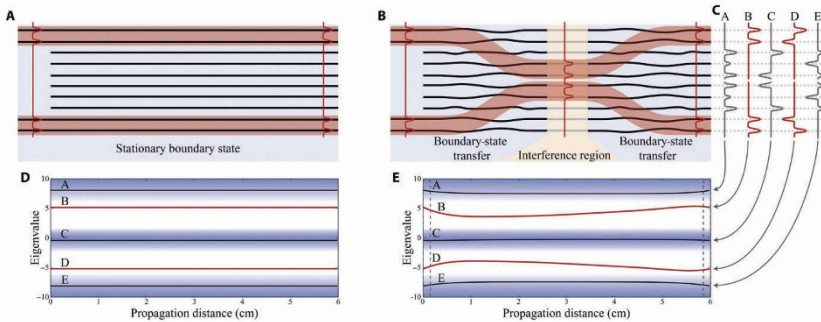 A
B
C
A B C D E
Stationary boundary state
Boundary-state
transfer
Interference region
Boundary-state
transfer
D
Eigenvalue
10
5
0
−5
−10
A
B
C
D
E
0 1 2 3 4 5 6
Propagation distance (cm)
E
Eigenvalue
10
5
0
−5
−10
A
B
C
D
E
0 1 2 3 4 5 6
Propagation distance (cm)